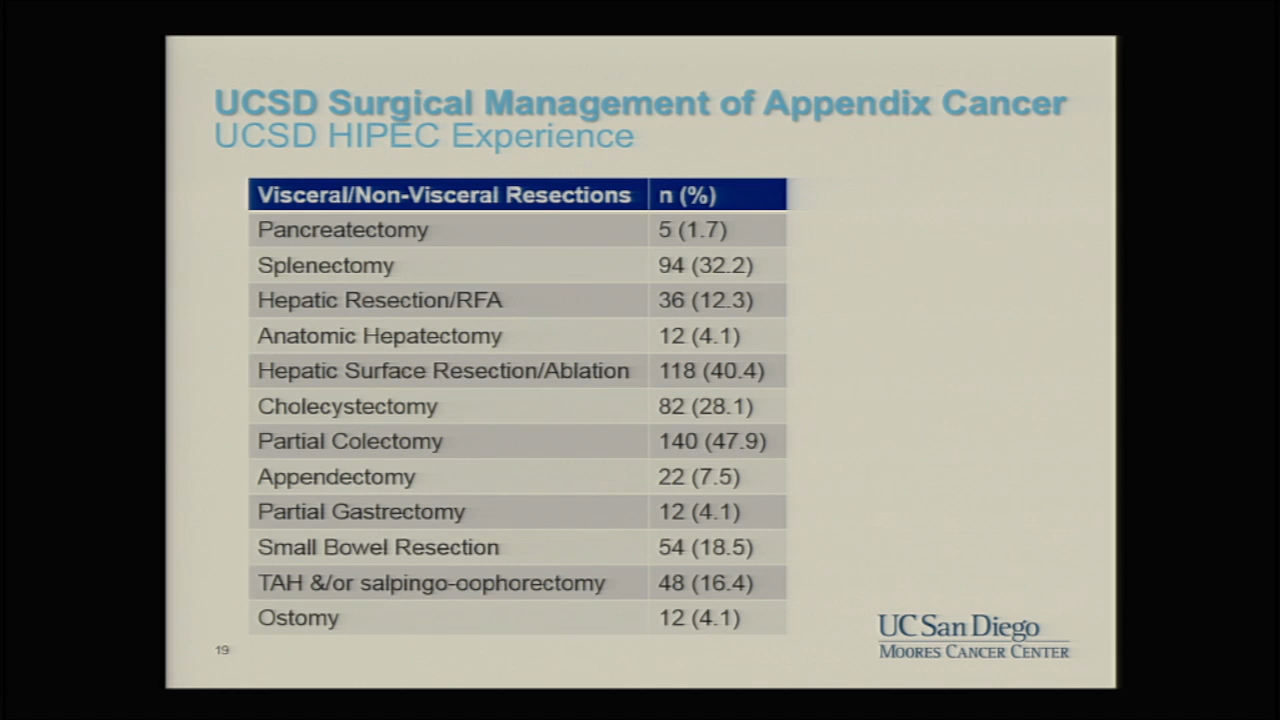 UCSD Surgical Management of Appendix Cancer
UCSD HIPEC Experience
Visceral/Non-Visceral Resections n (%)
Pancreatectomy 5 (1.7)
Splenectomy 94 (32.2)
Hepatic Resection/RFA 36 (12.3)
Anatomic Hepatectomy 12 (4.1)
Hepatic Surface Resection/Ablation 118 (40.4)
Cholecystectomy 82 (28.1)
Partial Colectomy 140 (47.9)
Appendectomy 22 (7.5)
Partial Gastrectomy 12 (4.1)
Small Bowel Resection 54 (18.5)
TAH &/or salpingo-oophorectomy 48 (16.4)
Ostomy 12 (4.1)
19
UC San Diego
MOORES CANCER CENTER